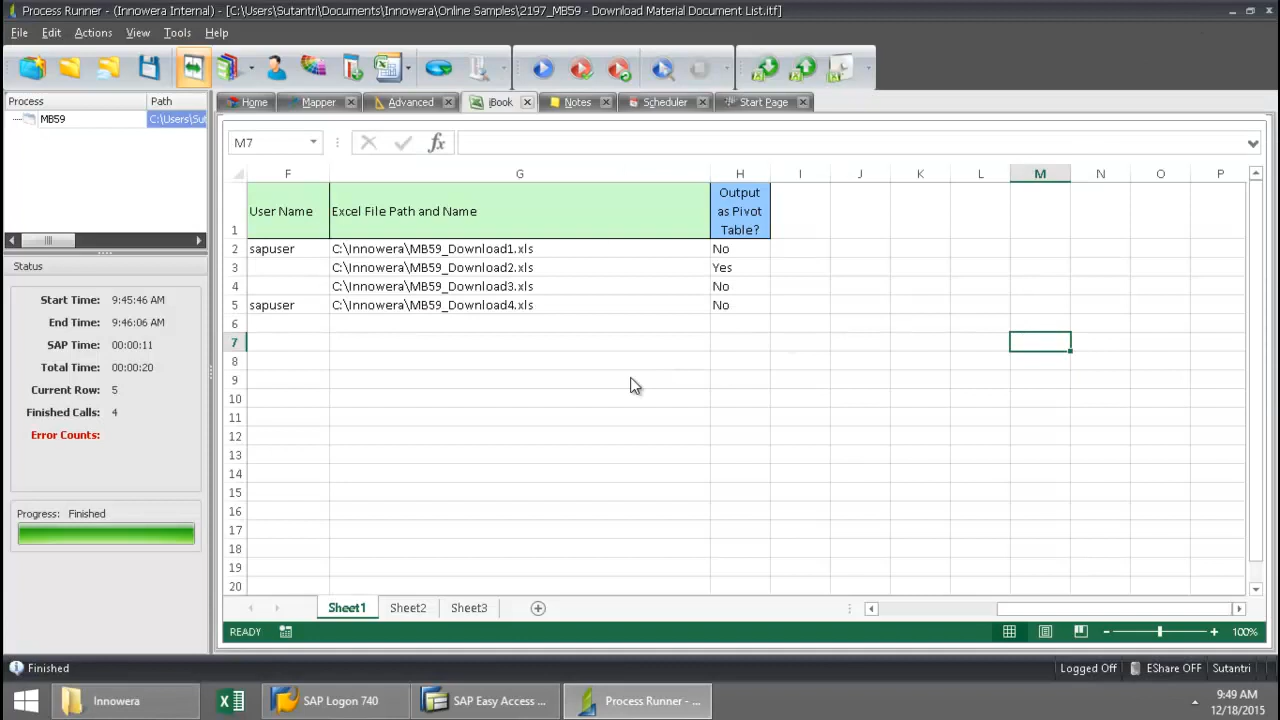 Process Runner - (Innowera Internal) - [C:\Users\Sutantri\Documents\Innowera\Online Samples\2197_MB59 - Download Material Document List.itf]
File Edit Actions View Tools Help
Process Path
MB59 C:\Users\Sut
Home Mapper Advanced iBook Notes Scheduler Start Page
M7 fx
F G H I J K L M N O P
1 User Name Excel File Path and Name Output as Pivot Table?
2 sapuser C:\Innowera\MB59_Download1.xls No
3 C:\Innowera\MB59_Download2.xls Yes
4 C:\Innowera\MB59_Download3.xls No
5 sapuser C:\Innowera\MB59_Download4.xls No
6
7
8
9
10
11
12
13
14
15
16
17
18
19
20
Status
Start Time: 9:45:46 AM
End Time: 9:46:06 AM
SAP Time: 00:00:11
Total Time: 00:00:20
Current Row: 5
Finished Calls: 4
Error Counts:
Progress: Finished
Sheet1 Sheet2 Sheet3
READY 100%
Finished Logged Off EShare OFF Sutantri
Innowera SAP Logon 740 SAP Easy Access ... Process Runner - ...
9:49 AM
12/18/2015